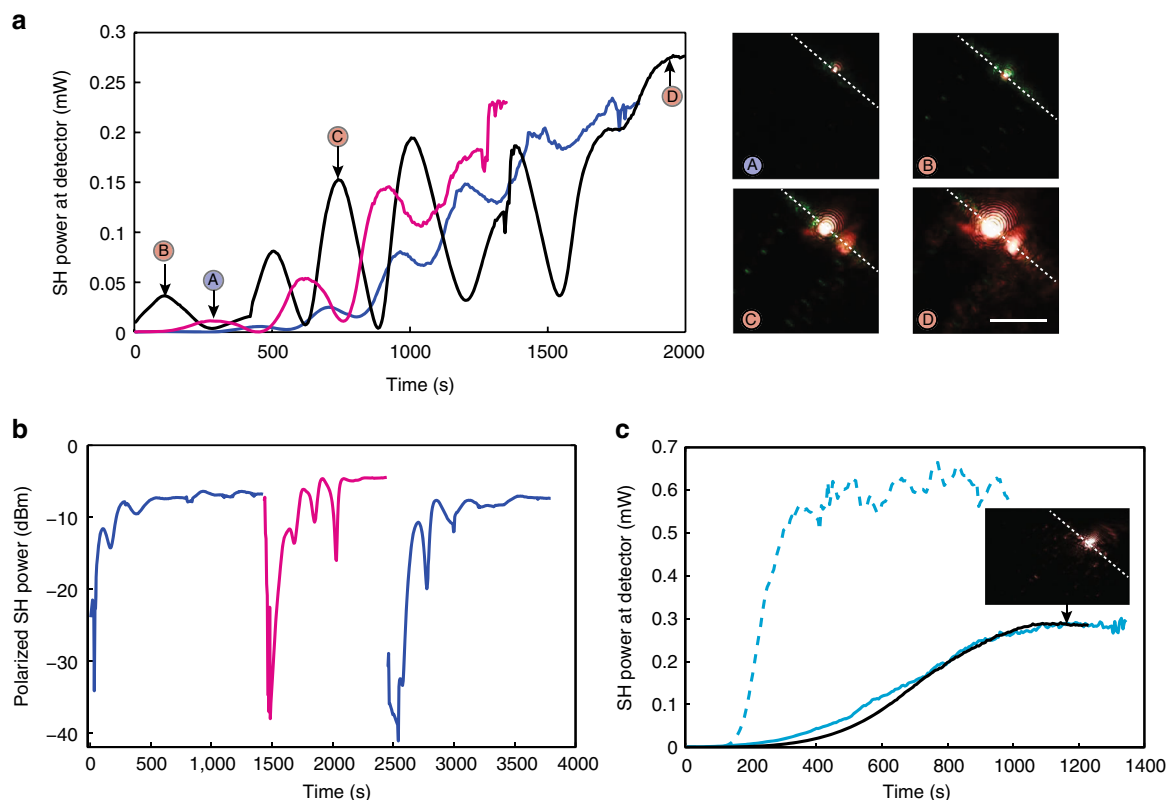 a
SH power at detector (mW)
0.3
0.25
0.2
0.15
0.1
0.05
0
B
A
C
D
0
500
1000
1500
2000
Time (s)
A
B
C
D
b
Polarized SH power (dBm)
0
−10
−20
−30
−40
0
500
1,000
1500
2000
2500
3000
3500
4000
Time (s)
c
SH power at detector (mW)
0.7
0.6
0.5
0.4
0.3
0.2
0.1
0
0
200
400
600
800
1000
1200
1400
Time (s)